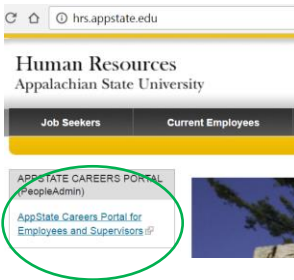 hrs.appstate.edu
Human Resources
Appalachian State University
Job Seekers Current Employees
APPSTATE CAREERS PORTAL
(PeopleAdmin)
AppState Careers Portal for
Employees and Supervisors